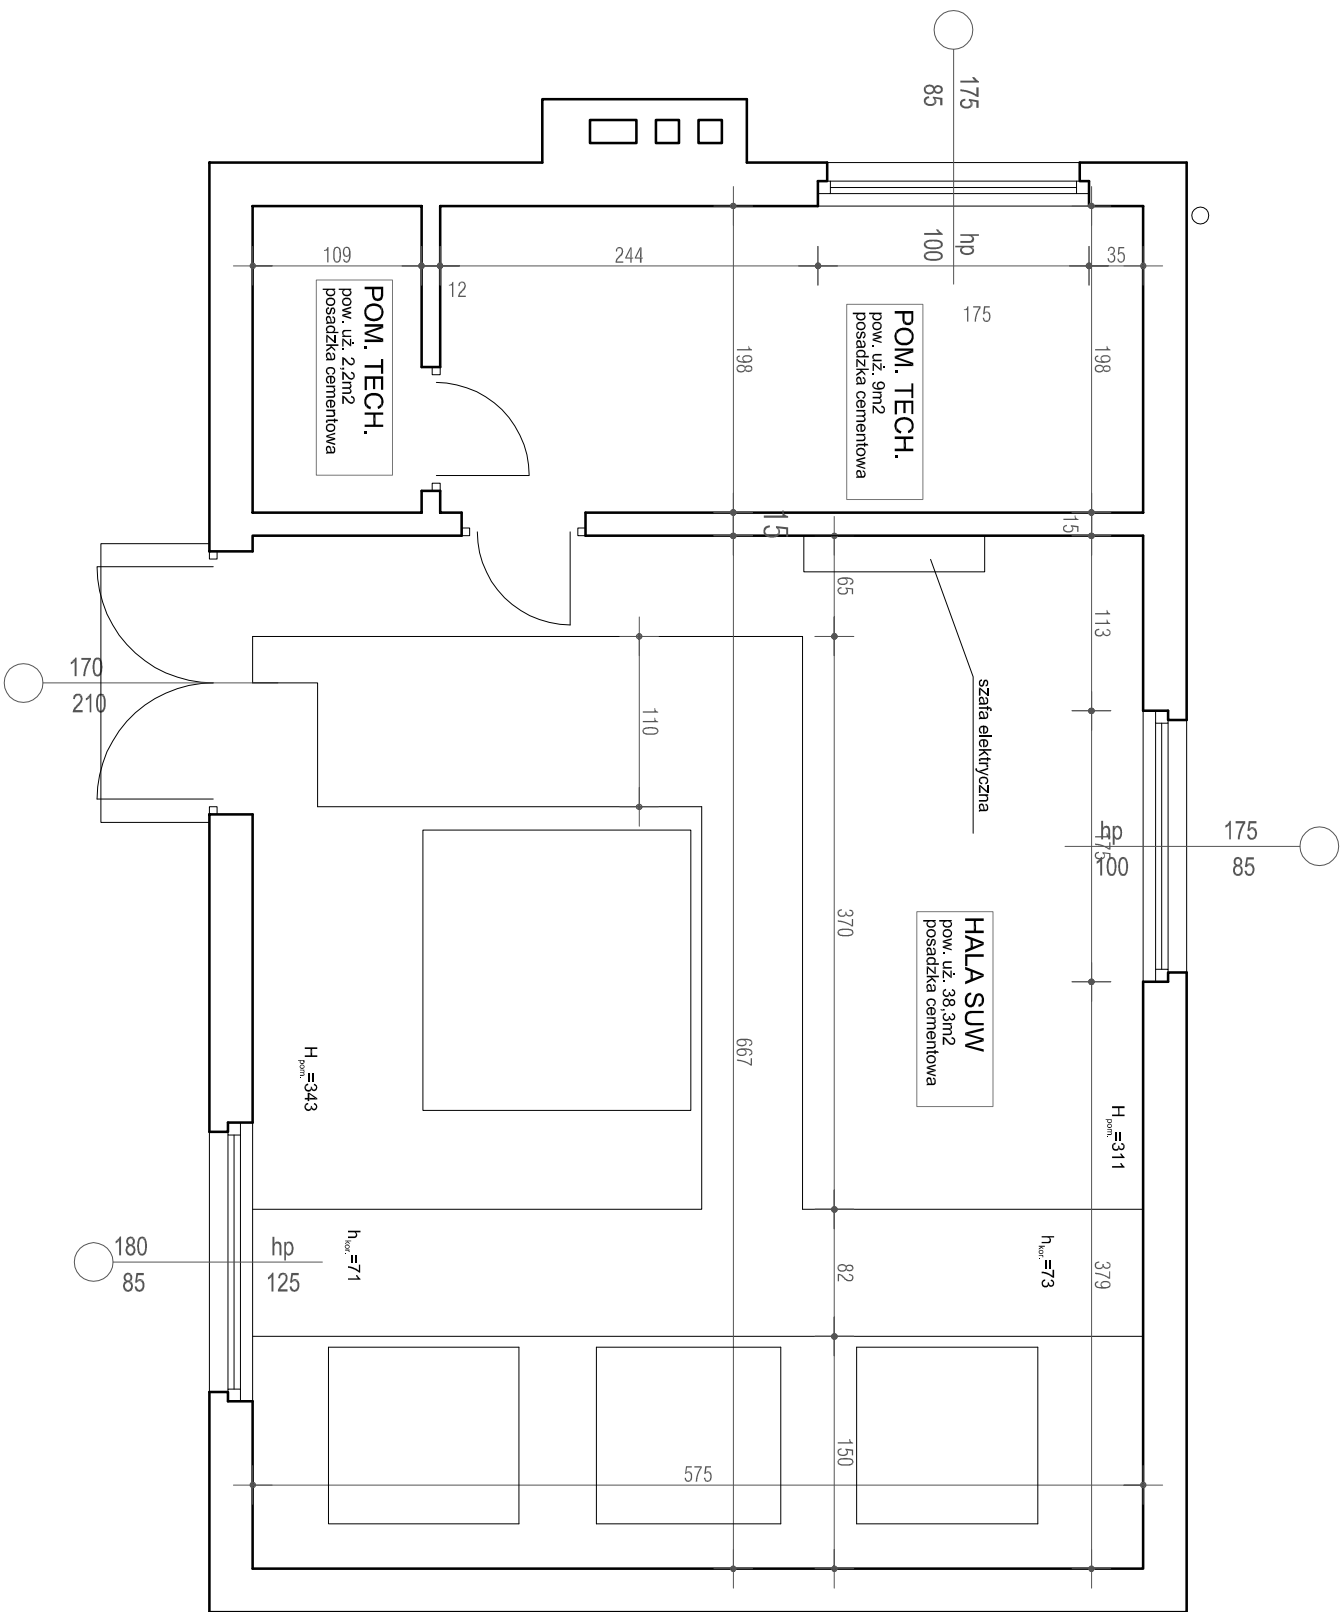 175
85
hp
100
109
12
244
35
175
198
198
POM. TECH.
pow. uż. 2,2m2
posadzka cementowa
POM. TECH.
pow. uż. 9m2
posadzka cementowa
15
15
65
113
170
210
110
szafa elektryczna
hp
100
175
175
85
370
HALA SUW
pow. uż. 38,3m2
posadzka cementowa
667
H pom. =343
H pom. =311
180
85
hp
125
h kor. =71
h kor. =73
82
379
150
575